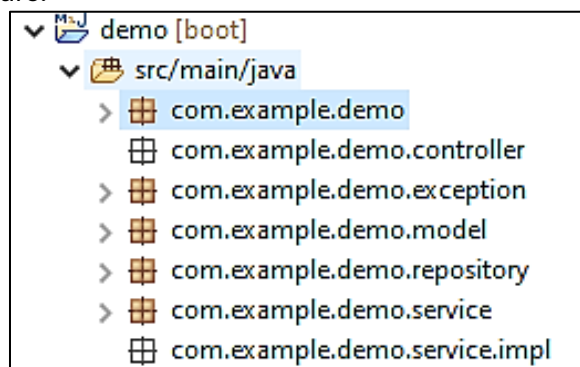 demo [boot]
src/main/java
com.example.demo
com.example.demo.controller
com.example.demo.exception
com.example.demo.model
com.example.demo.repository
com.example.demo.service
com.example.demo.service.impl